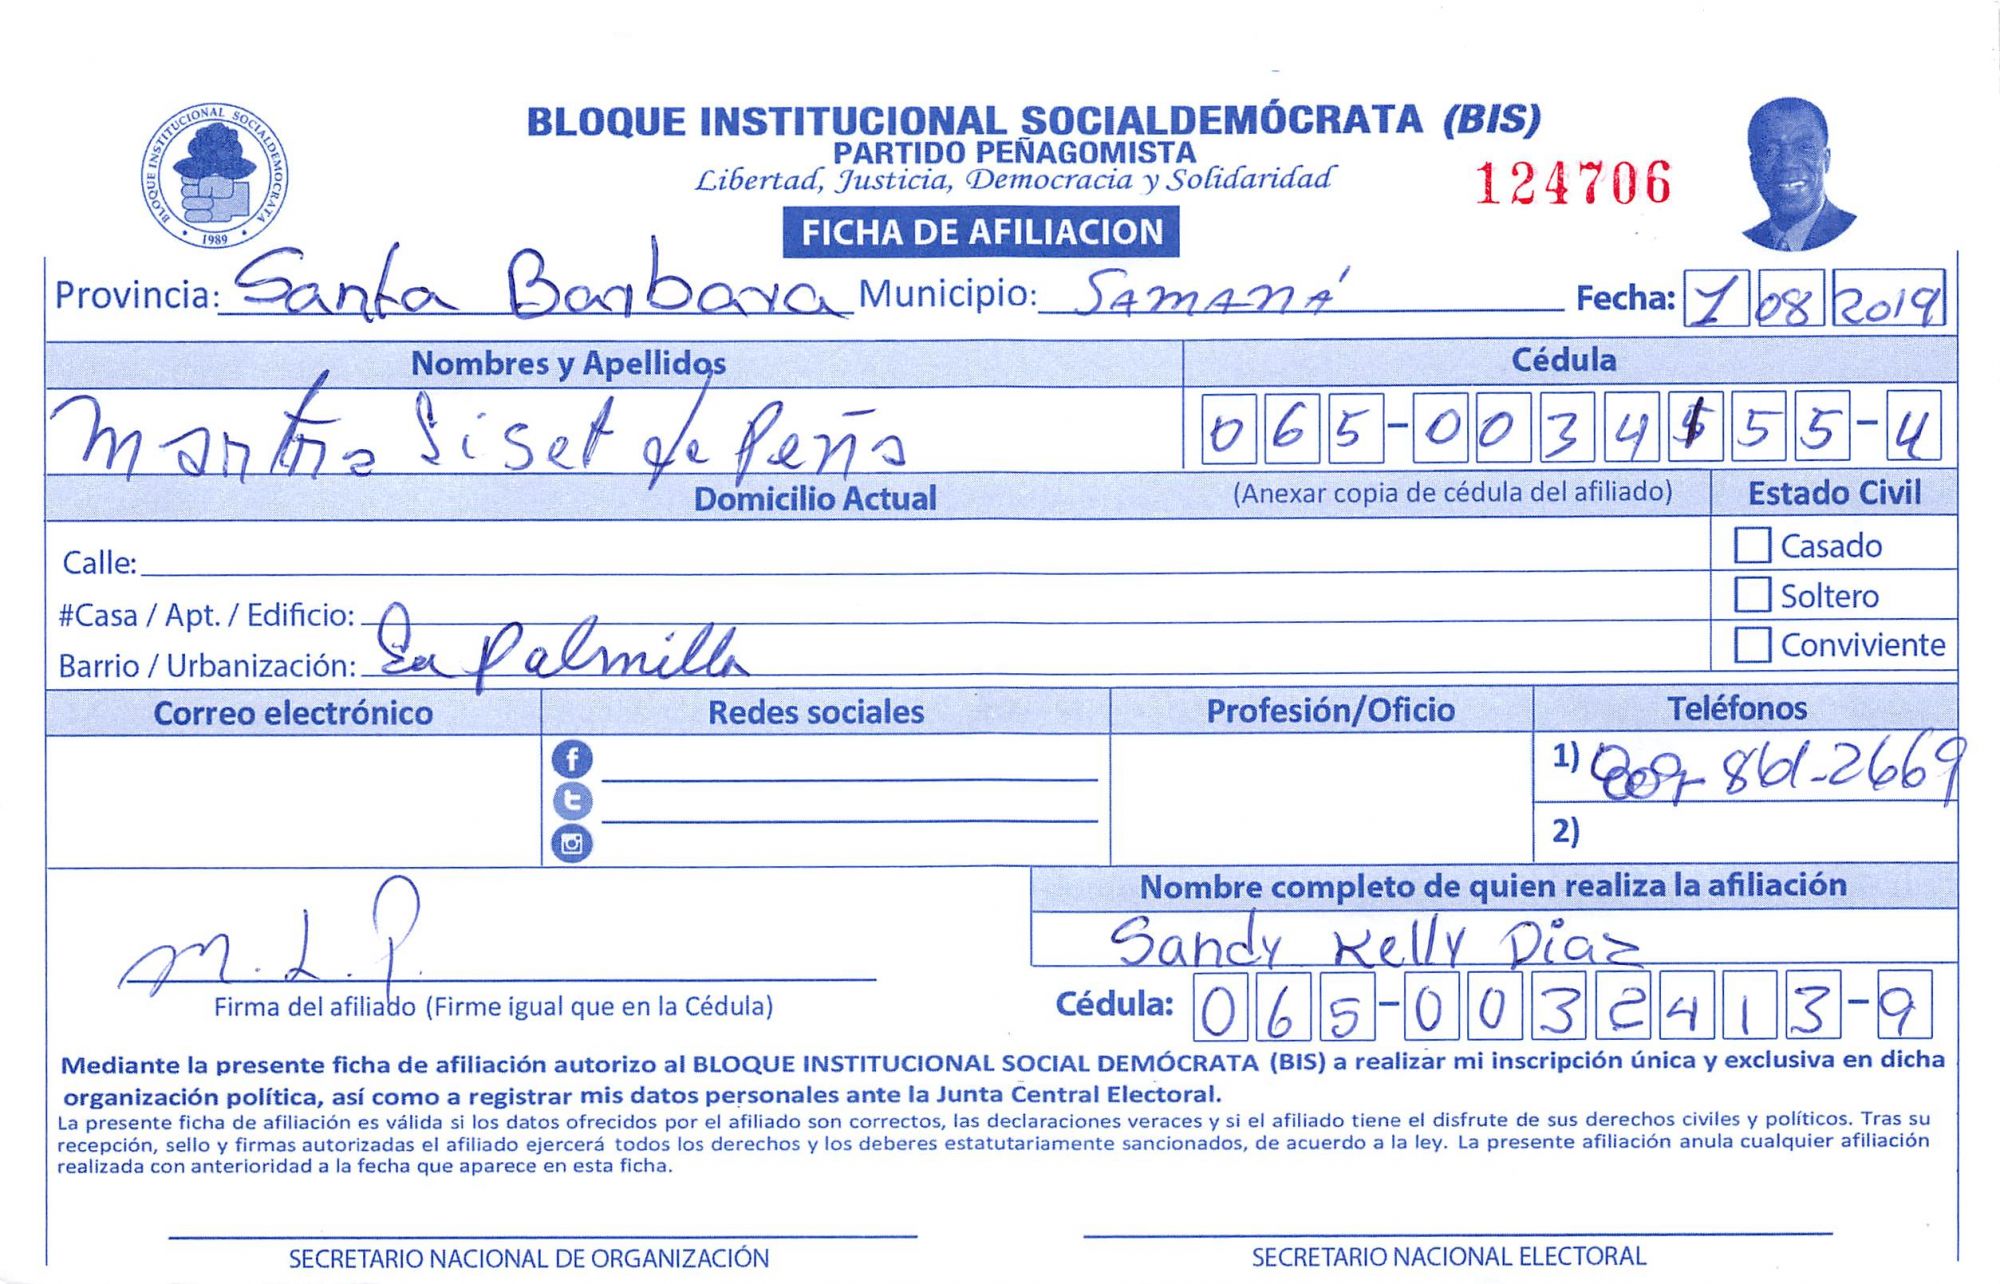 BLOQUE INSTITUCIONAL SOCIALDEMÓCRATA (BIS)
PARTIDO PEÑAGOMISTA
Libertad, Justicia, Democracia y Solidaridad
124706
BLOQUE INSTITUCIONAL SOCIALDEMOCRATA
1989
FICHA DE AFILIACION
Provincia: Santa Barbara Municipio: SAMANÁ Fecha: 1 08 2019
Nombres y Apellidos Cédula
Martha Liset de Peña 065-0034 55-4
Domicilio Actual (Anexar copia de cédula del afiliado) Estado Civil
Casado
Calle:
Soltero
#Casa / Apt. / Edificio:
Conviviente
Barrio / Urbanización: La Palmilla
Correo electrónico Redes sociales Profesión/Oficio Teléfonos
1) 809-861-2669
2)
Nombre completo de quien realiza la afiliación
Sandy Kelly Diaz
M. L. P.
Firma del afiliado (Firme igual que en la Cédula) Cédula: 065-0032413-9
Mediante la presente ficha de afiliación autorizo al BLOQUE INSTITUCIONAL SOCIAL DEMÓCRATA (BIS) a realizar mi inscripción única y exclusiva en dicha
organización política, así como a registrar mis datos personales ante la Junta Central Electoral.
La presente ficha de afiliación es válida si los datos ofrecidos por el afiliado son correctos, las declaraciones veraces y si el afiliado tiene el disfrute de sus derechos civiles y políticos. Tras su
recepción, sello y firmas autorizadas el afiliado ejercerá todos los derechos y los deberes estatutariamente sancionados, de acuerdo a la ley. La presente afiliación anula cualquier afiliación
realizada con anterioridad a la fecha que aparece en esta ficha.
SECRETARIO NACIONAL DE ORGANIZACIÓN SECRETARIO NACIONAL ELECTORAL